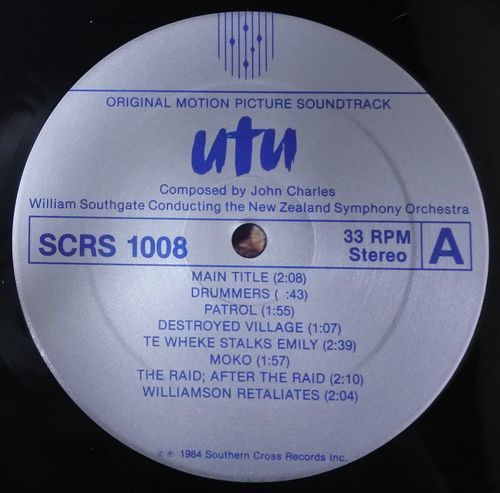 ORIGINAL MOTION PICTURE SOUNDTRACK
utu
Composed by John Charles
William Southgate Conducting the New Zealand Symphony Orchestra
SCRS 1008
33 RPM
Stereo
A
MAIN TITLE (2:08)
DRUMMERS ( :43)
PATROL (1:55)
DESTROYED VILLAGE (1:07)
TE WHEKE STALKS EMILY (2:39)
MOKO (1:57)
THE RAID; AFTER THE RAID (2:10)
WILLIAMSON RETALIATES (2:04)
© ℗ 1984 Southern Cross Records Inc.